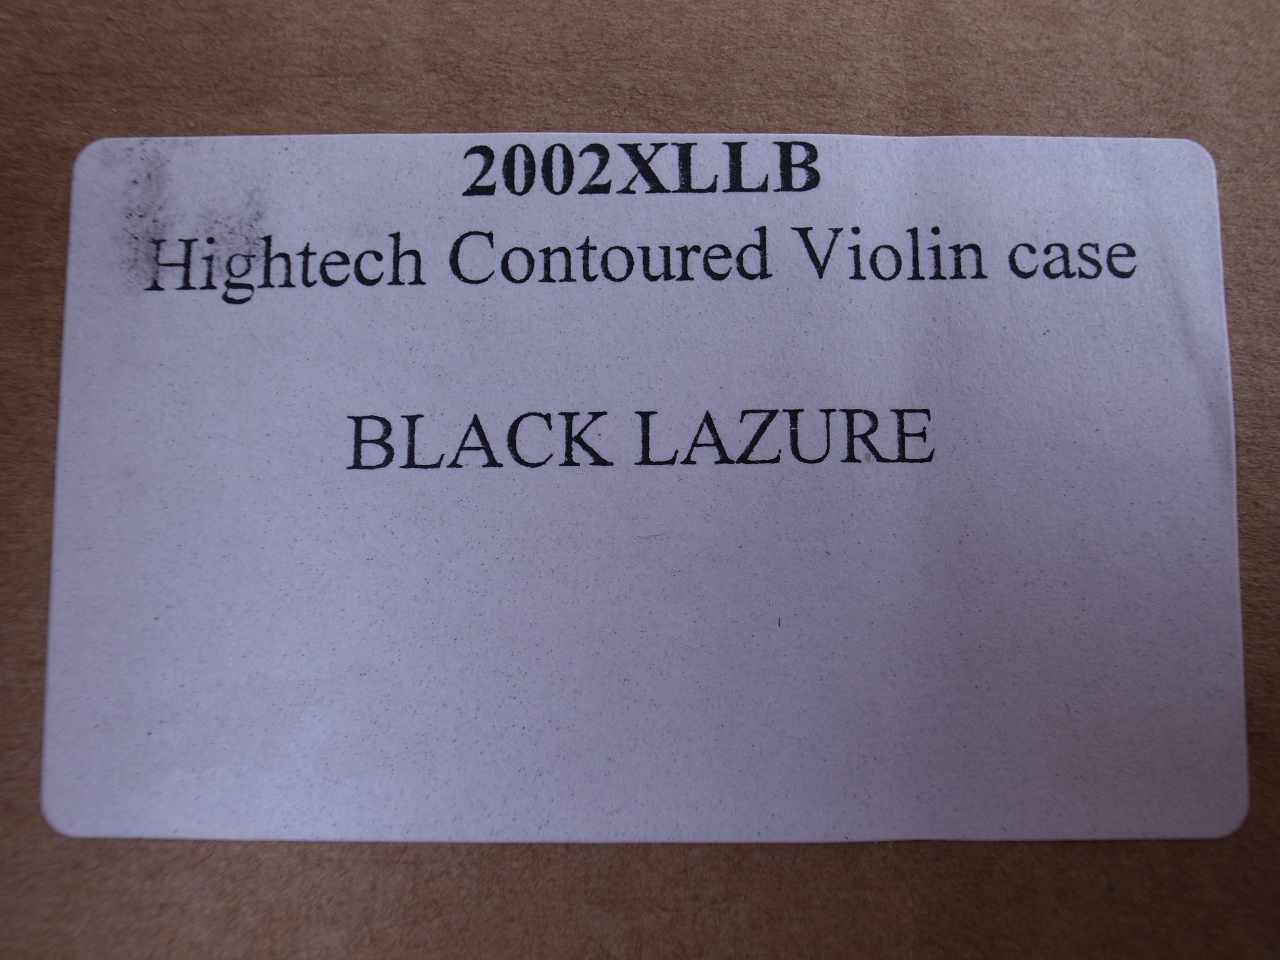 2002XLLB
Hightech Contoured Violin case
BLACK LAZURE